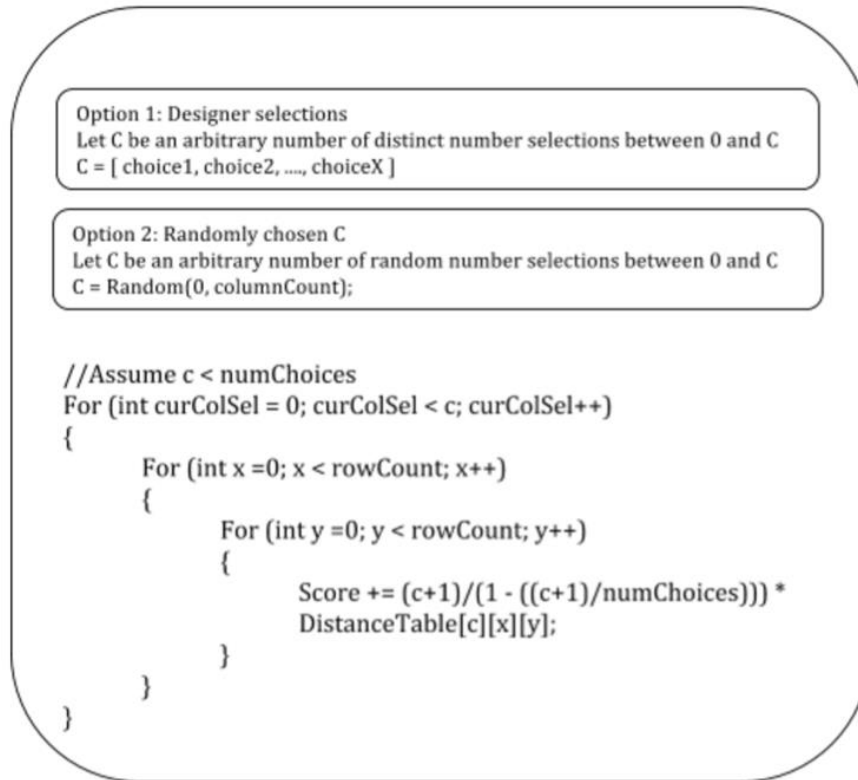 Option 1: Designer selections
Let C be an arbitrary number of distinct number selections between 0 and C
C = [ choice1, choice2, ...., choiceX ]
Option 2: Randomly chosen C
Let C be an arbitrary number of random number selections between 0 and C
C = Random(0, columnCount);
//Assume c < numChoices
For (int curColSel = 0; curColSel < c; curColSel++)
{
For (int x =0; x < rowCount; x++)
{
For (int y =0; y < rowCount; y++)
{
Score += (c+1)/(1 - ((c+1)/numChoices))) *
DistanceTable[c][x][y];
}
}
}